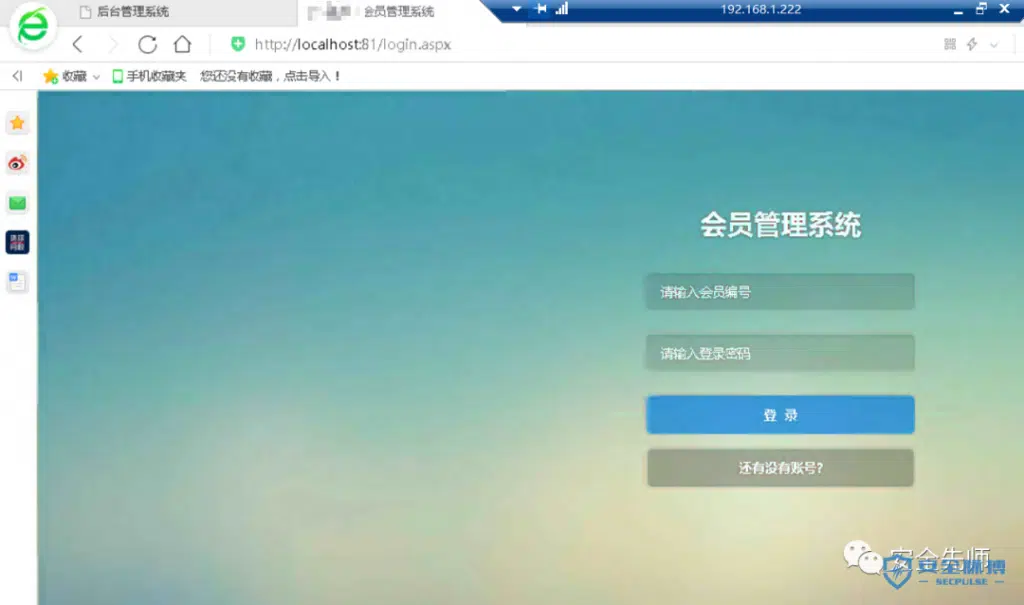 后台管理系统
会员管理系统
192.168.1.222
http://localhost:81/login.aspx
收藏
手机收藏夹
您还没有收藏，点击导入！
会员管理系统
请输入会员编号
请输入登录密码
登 录
还有没有账号?
安全先师
安全脉搏
SECPULSE